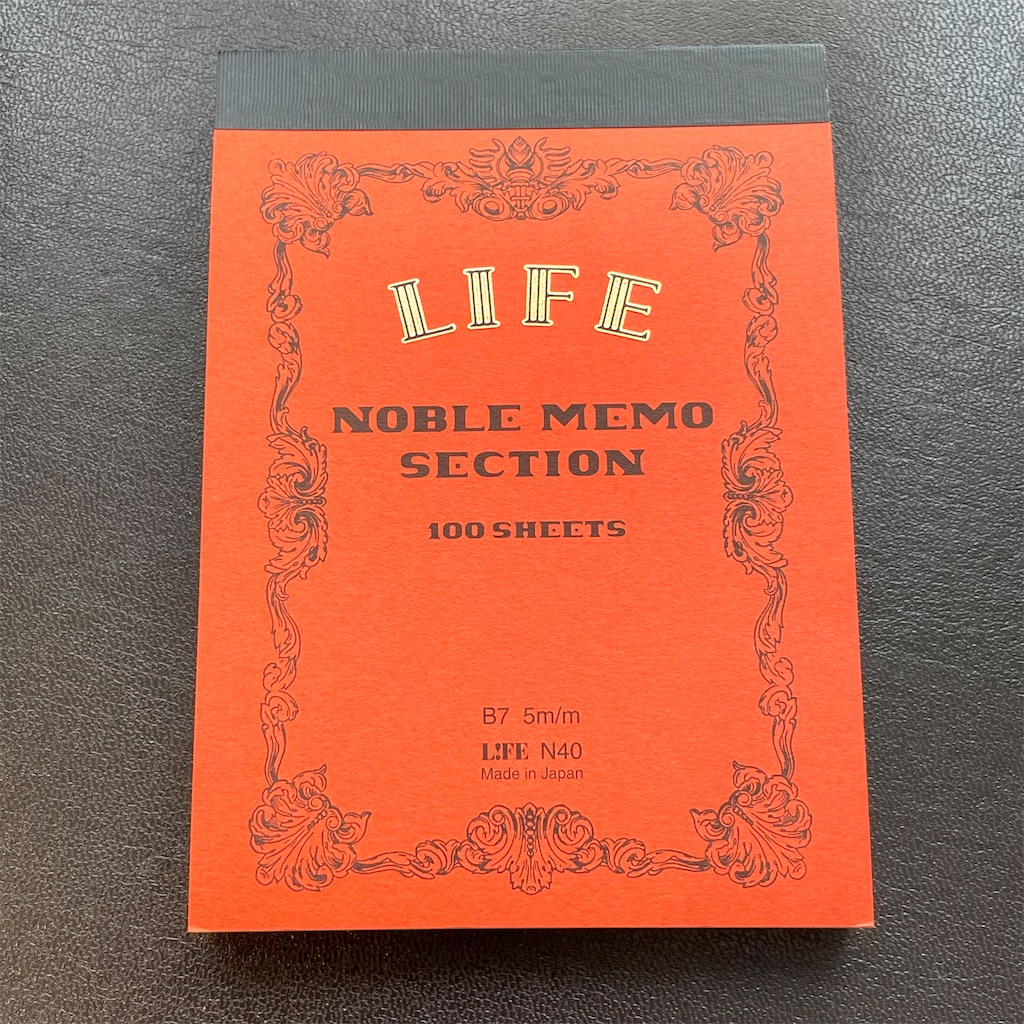 LIFE
NOBLE MEMO
SECTION
100 SHEETS
B7 5m/m
L!FE N40
Made in Japan